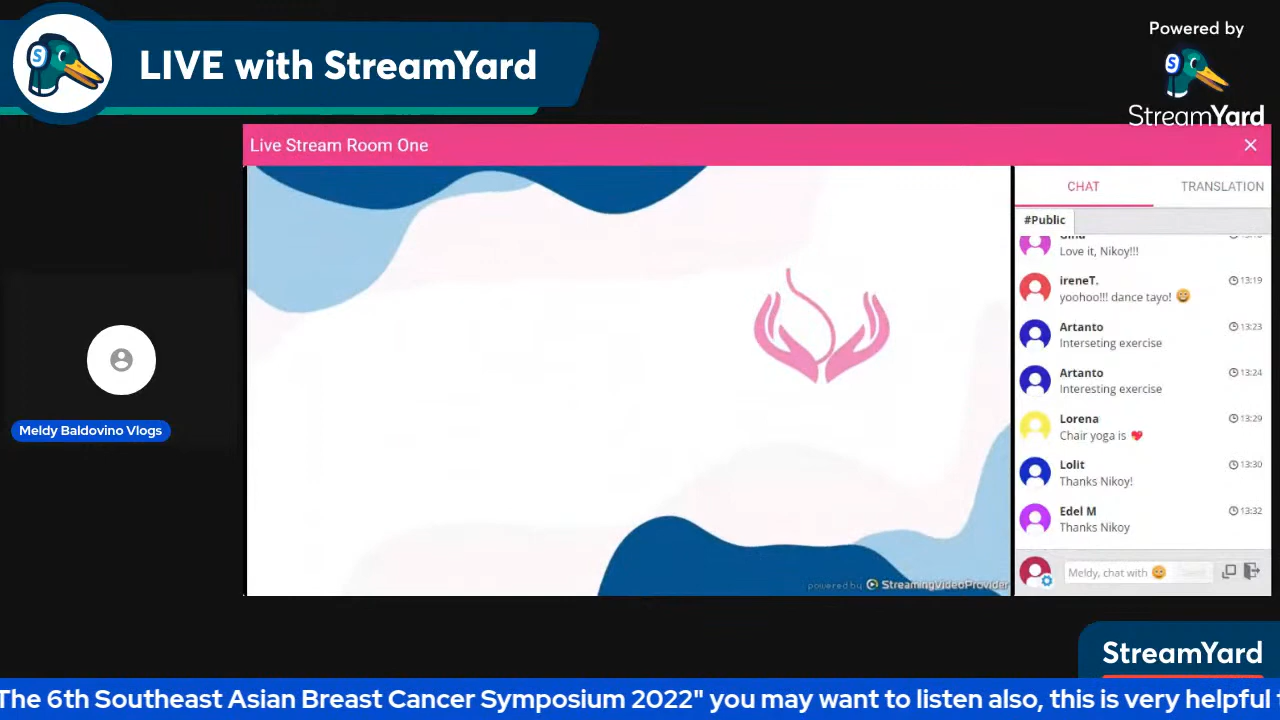 LIVE with StreamYard
Powered by
StreamYard
Live Stream Room One
CHAT
TRANSLATION
#Public
Gina
Love it, Nikoy!!!
ireneT.
13:19
yoohoo!!! dance tayo! 😄
Artanto
13:23
Interseting exercise
Artanto
13:24
Interesting exercise
Lorena
13:29
Chair yoga is 💖
Lolit
13:30
Thanks Nikoy!
Edel M
13:32
Thanks Nikoy
Meldy, chat with 😄
powered by StreamingVideoProvider
Meldy Baldovino Vlogs
StreamYard
The 6th Southeast Asian Breast Cancer Symposium 2022" you may want to listen also, this is very helpful